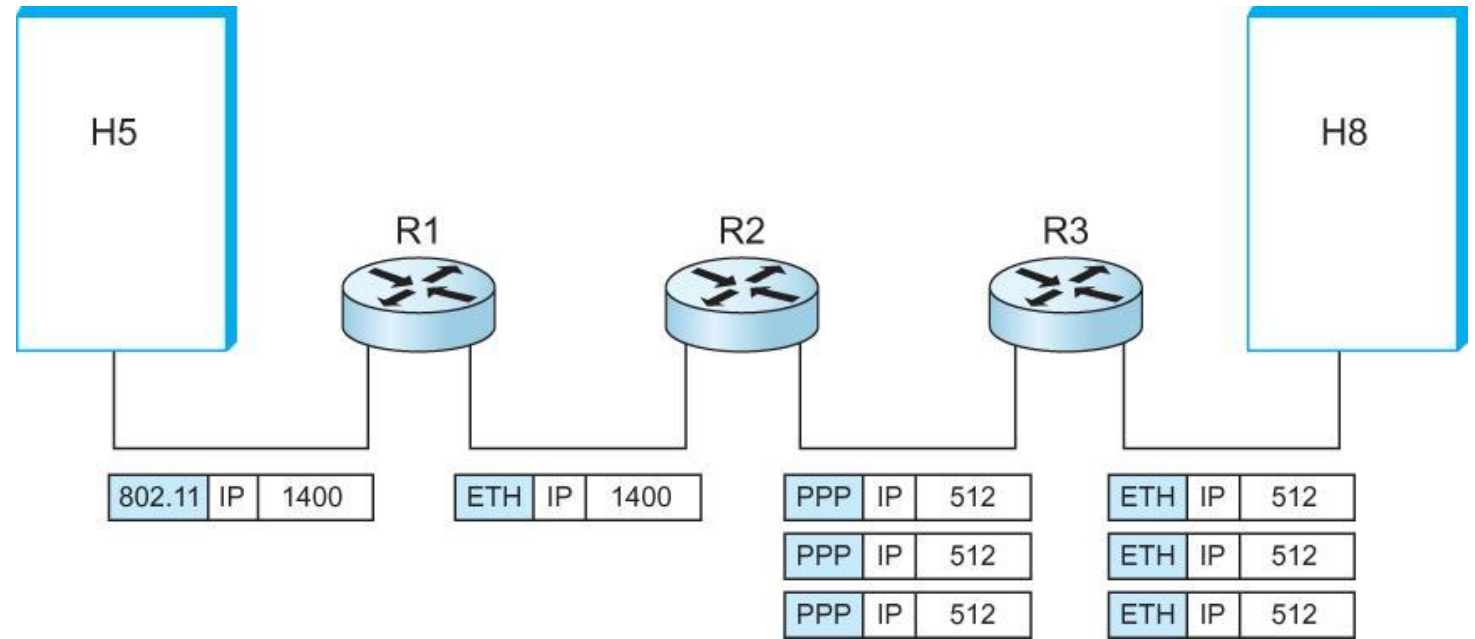 H5
H8
R1 R2 R3
802.11 IP 1400 ETH IP 1400 PPP IP 512 ETH IP 512
PPP IP 512 ETH IP 512
PPP IP 512 ETH IP 512